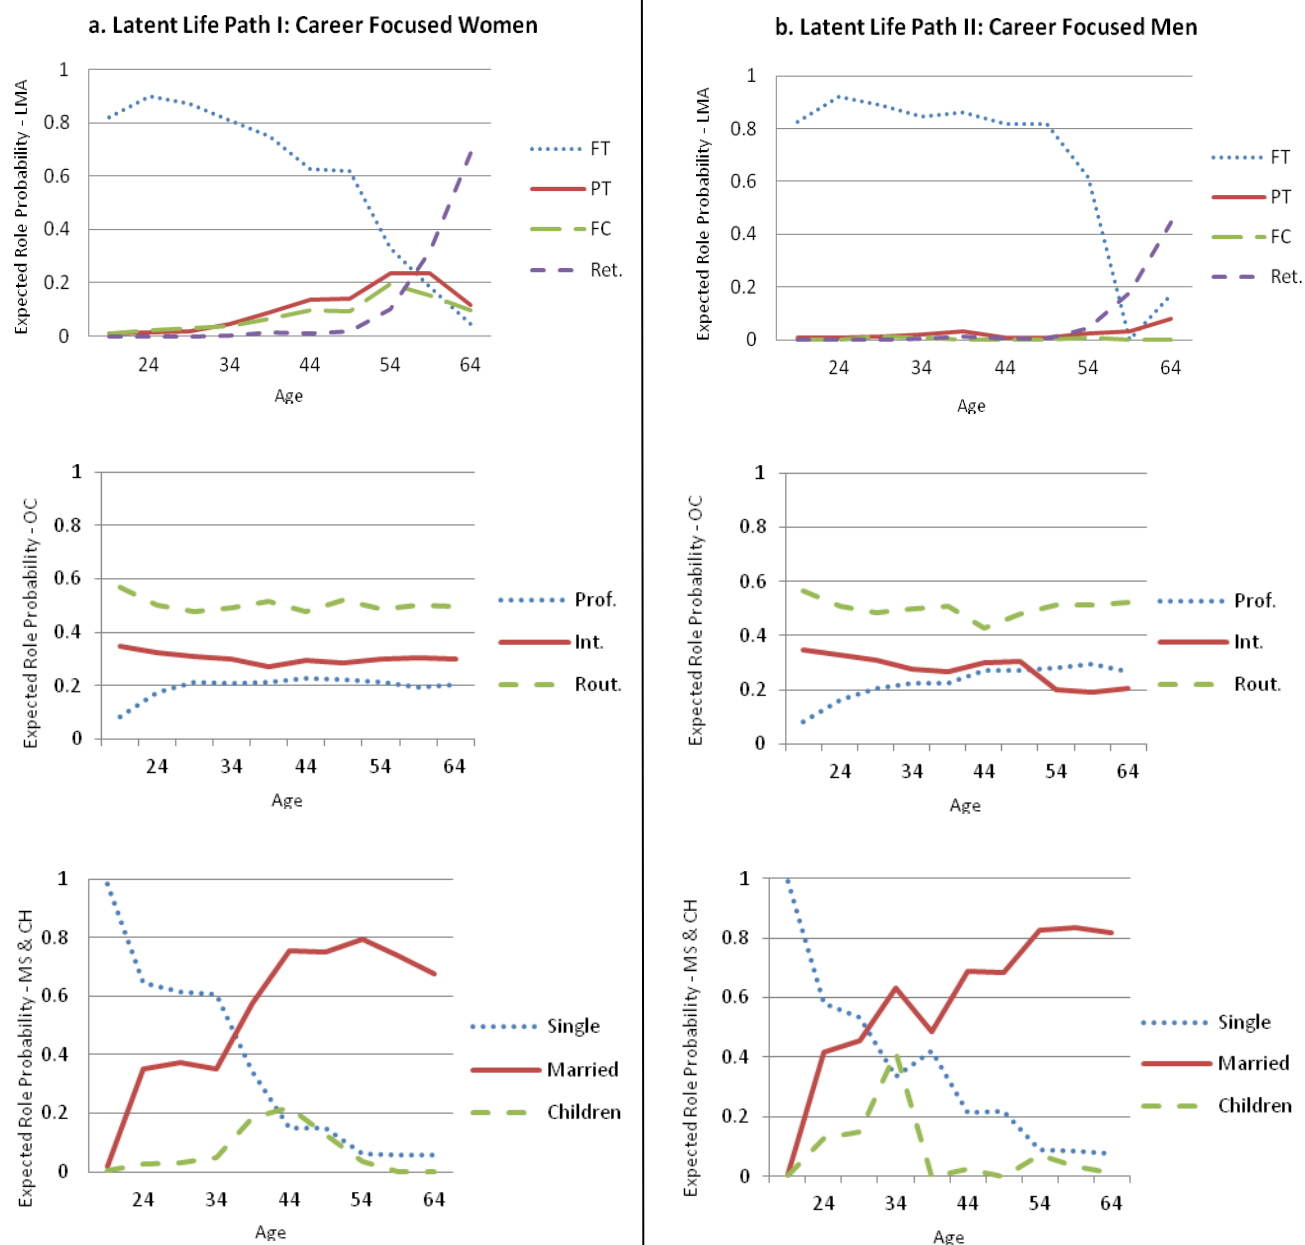 a. Latent Life Path I: Career Focused Women
Expected Role Probability - LMA
1
0.8
0.6
0.4
0.2
0
24 34 44 54 64
Age
FT
PT
FC
Ret.
Expected Role Probability - OC
1
0.8
0.6
0.4
0.2
0
24 34 44 54 64
Age
Prof.
Int.
Rout.
Expected Role Probability - MS & CH
1
0.8
0.6
0.4
0.2
0
24 34 44 54 64
Age
Single
Married
Children
b. Latent Life Path II: Career Focused Men
Expected Role Probability - LMA
1
0.8
0.6
0.4
0.2
0
24 34 44 54 64
Age
FT
PT
FC
Ret.
Expected Role Probability - OC
1
0.8
0.6
0.4
0.2
0
24 34 44 54 64
Age
Prof.
Int.
Rout.
Expected Role Probability - MS & CH
1
0.8
0.6
0.4
0.2
0
24 34 44 54 64
Age
Single
Married
Children